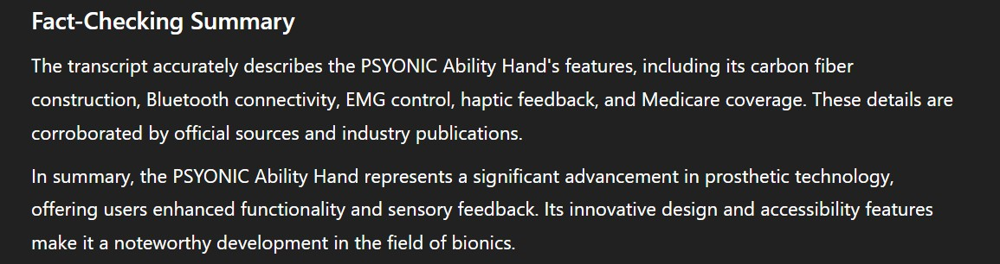 Fact-Checking Summary
The transcript accurately describes the PSYONIC Ability Hand's features, including its carbon fiber
construction, Bluetooth connectivity, EMG control, haptic feedback, and Medicare coverage. These details are
corroborated by official sources and industry publications.
In summary, the PSYONIC Ability Hand represents a significant advancement in prosthetic technology,
offering users enhanced functionality and sensory feedback. Its innovative design and accessibility features
make it a noteworthy development in the field of bionics.